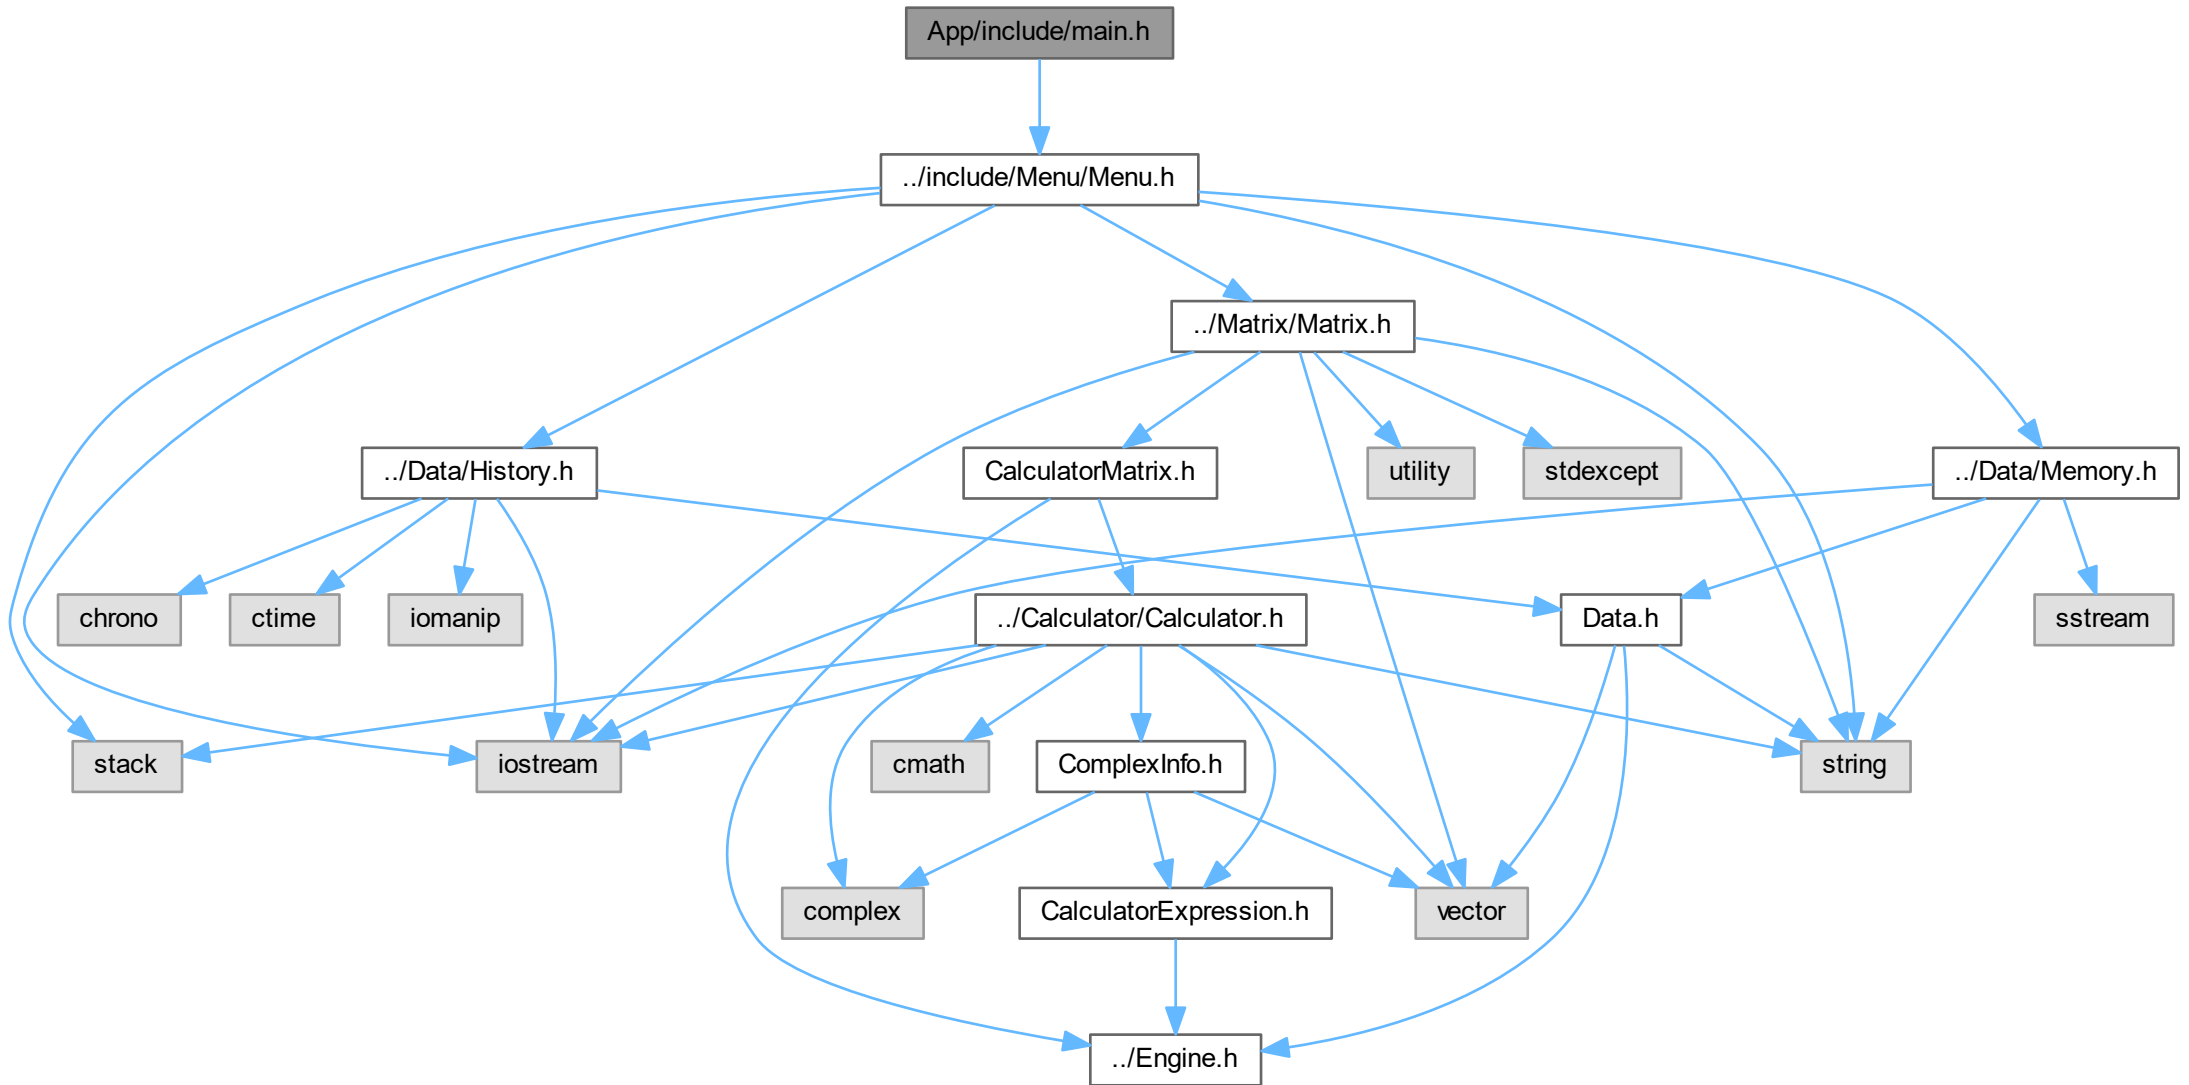 App/include/main.h
../include/Menu/Menu.h
../Matrix/Matrix.h
../Data/History.h
CalculatorMatrix.h
utility
stdexcept
../Data/Memory.h
chrono
ctime
iomanip
../Calculator/Calculator.h
Data.h
sstream
stack
iostream
cmath
ComplexInfo.h
string
complex
CalculatorExpression.h
vector
../Engine.h